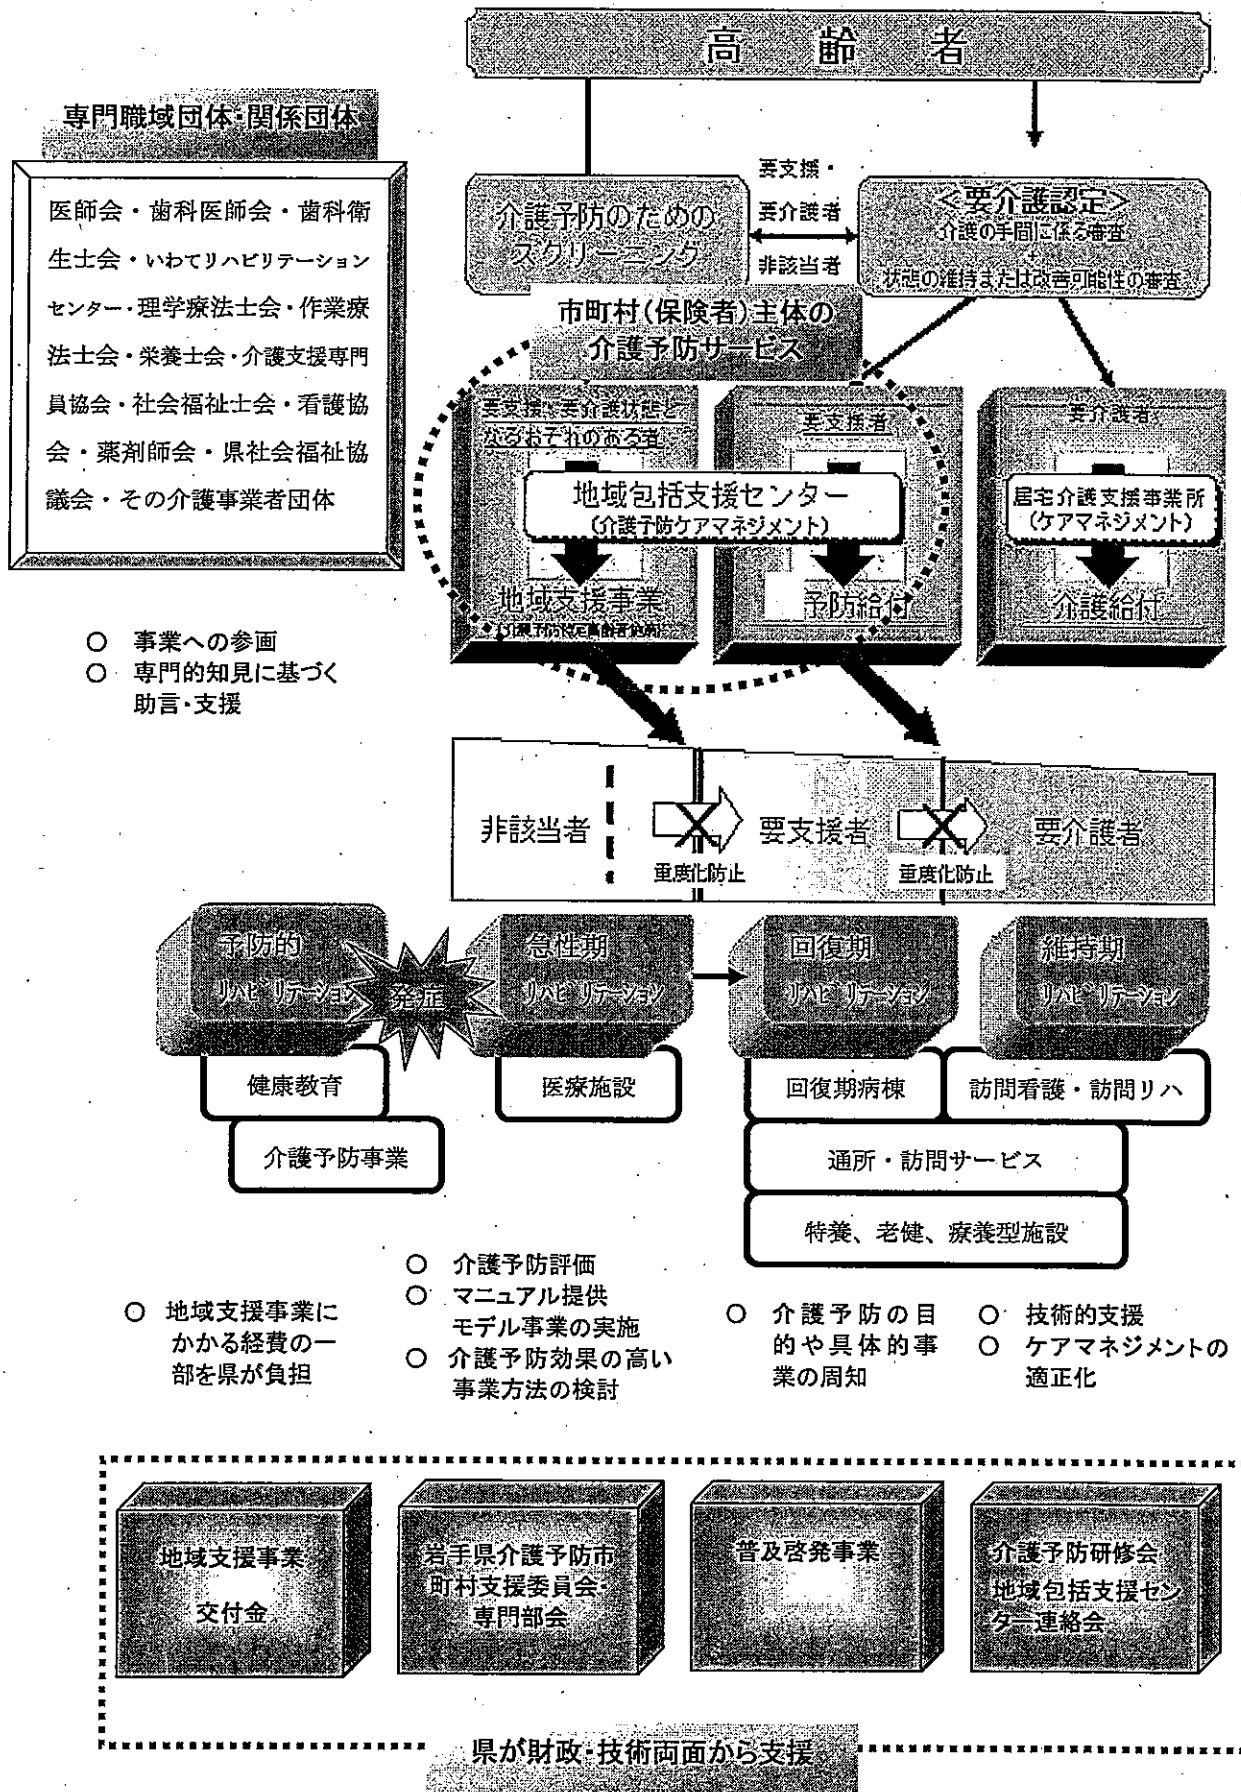 高齢者
専門職域団体・関係団体
医師会・歯科医師会・歯科衛
生士会・いわてリハビリテーション
センター・理学療法士会・作業療
法士会・栄養士会・介護支援専門
員協会・社会福祉士会・看護協
会・薬剤師会・県社会福祉協
議会・その介護事業者団体
○ 事業への参画
○ 専門的知見に基づく
助言・支援
介護予防のための
スクリーニング
要支援・
要介護者
非該当者
<要介護認定>
介護の手間に係る審査
+
状態の維持または改善可能性の審査
市町村(保険者)主体の
介護予防サービス
要支援・要介護状態と
なるおそれのある者
要支援者
要介護者
地域包括支援センター
(介護予防ケアマネジメント)
居宅介護支援事業所
(ケアマネジメント)
地域支援事業
予防給付
介護給付
非該当者
重度化防止
要支援者
重度化防止
要介護者
予防的
リハビリテーション
発症
急性期
リハビリテーション
回復期
リハビリテーション
維持期
リハビリテーション
健康教育
介護予防事業
医療施設
回復期病棟
訪問看護・訪問リハ
通所・訪問サービス
特養、老健、療養型施設
○ 地域支援事業に
かかる経費の一
部を県が負担
○ 介護予防評価
○ マニュアル提供
モデル事業の実施
○ 介護予防効果の高い
事業方法の検討
○ 介護予防の目
的や具体的事
業の周知
○ 技術的支援
○ ケアマネジメントの
適正化
地域支援事業
交付金
岩手県介護予防市
町村支援委員会・
専門部会
普及啓発事業
介護予防研修会
地域包括支援セン
ター連絡会
県が財政・技術両面から支援